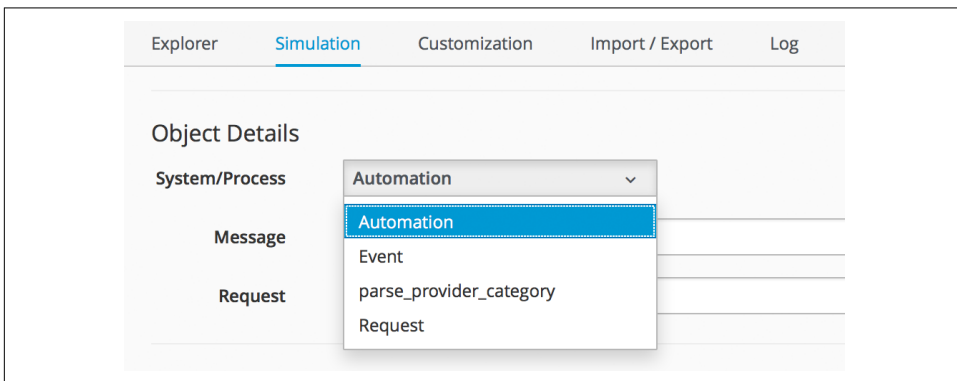 Explorer Simulation Customization Import / Export Log
Object Details
System/Process Automation
Automation
Message
Event
parse_provider_category
Request
Request